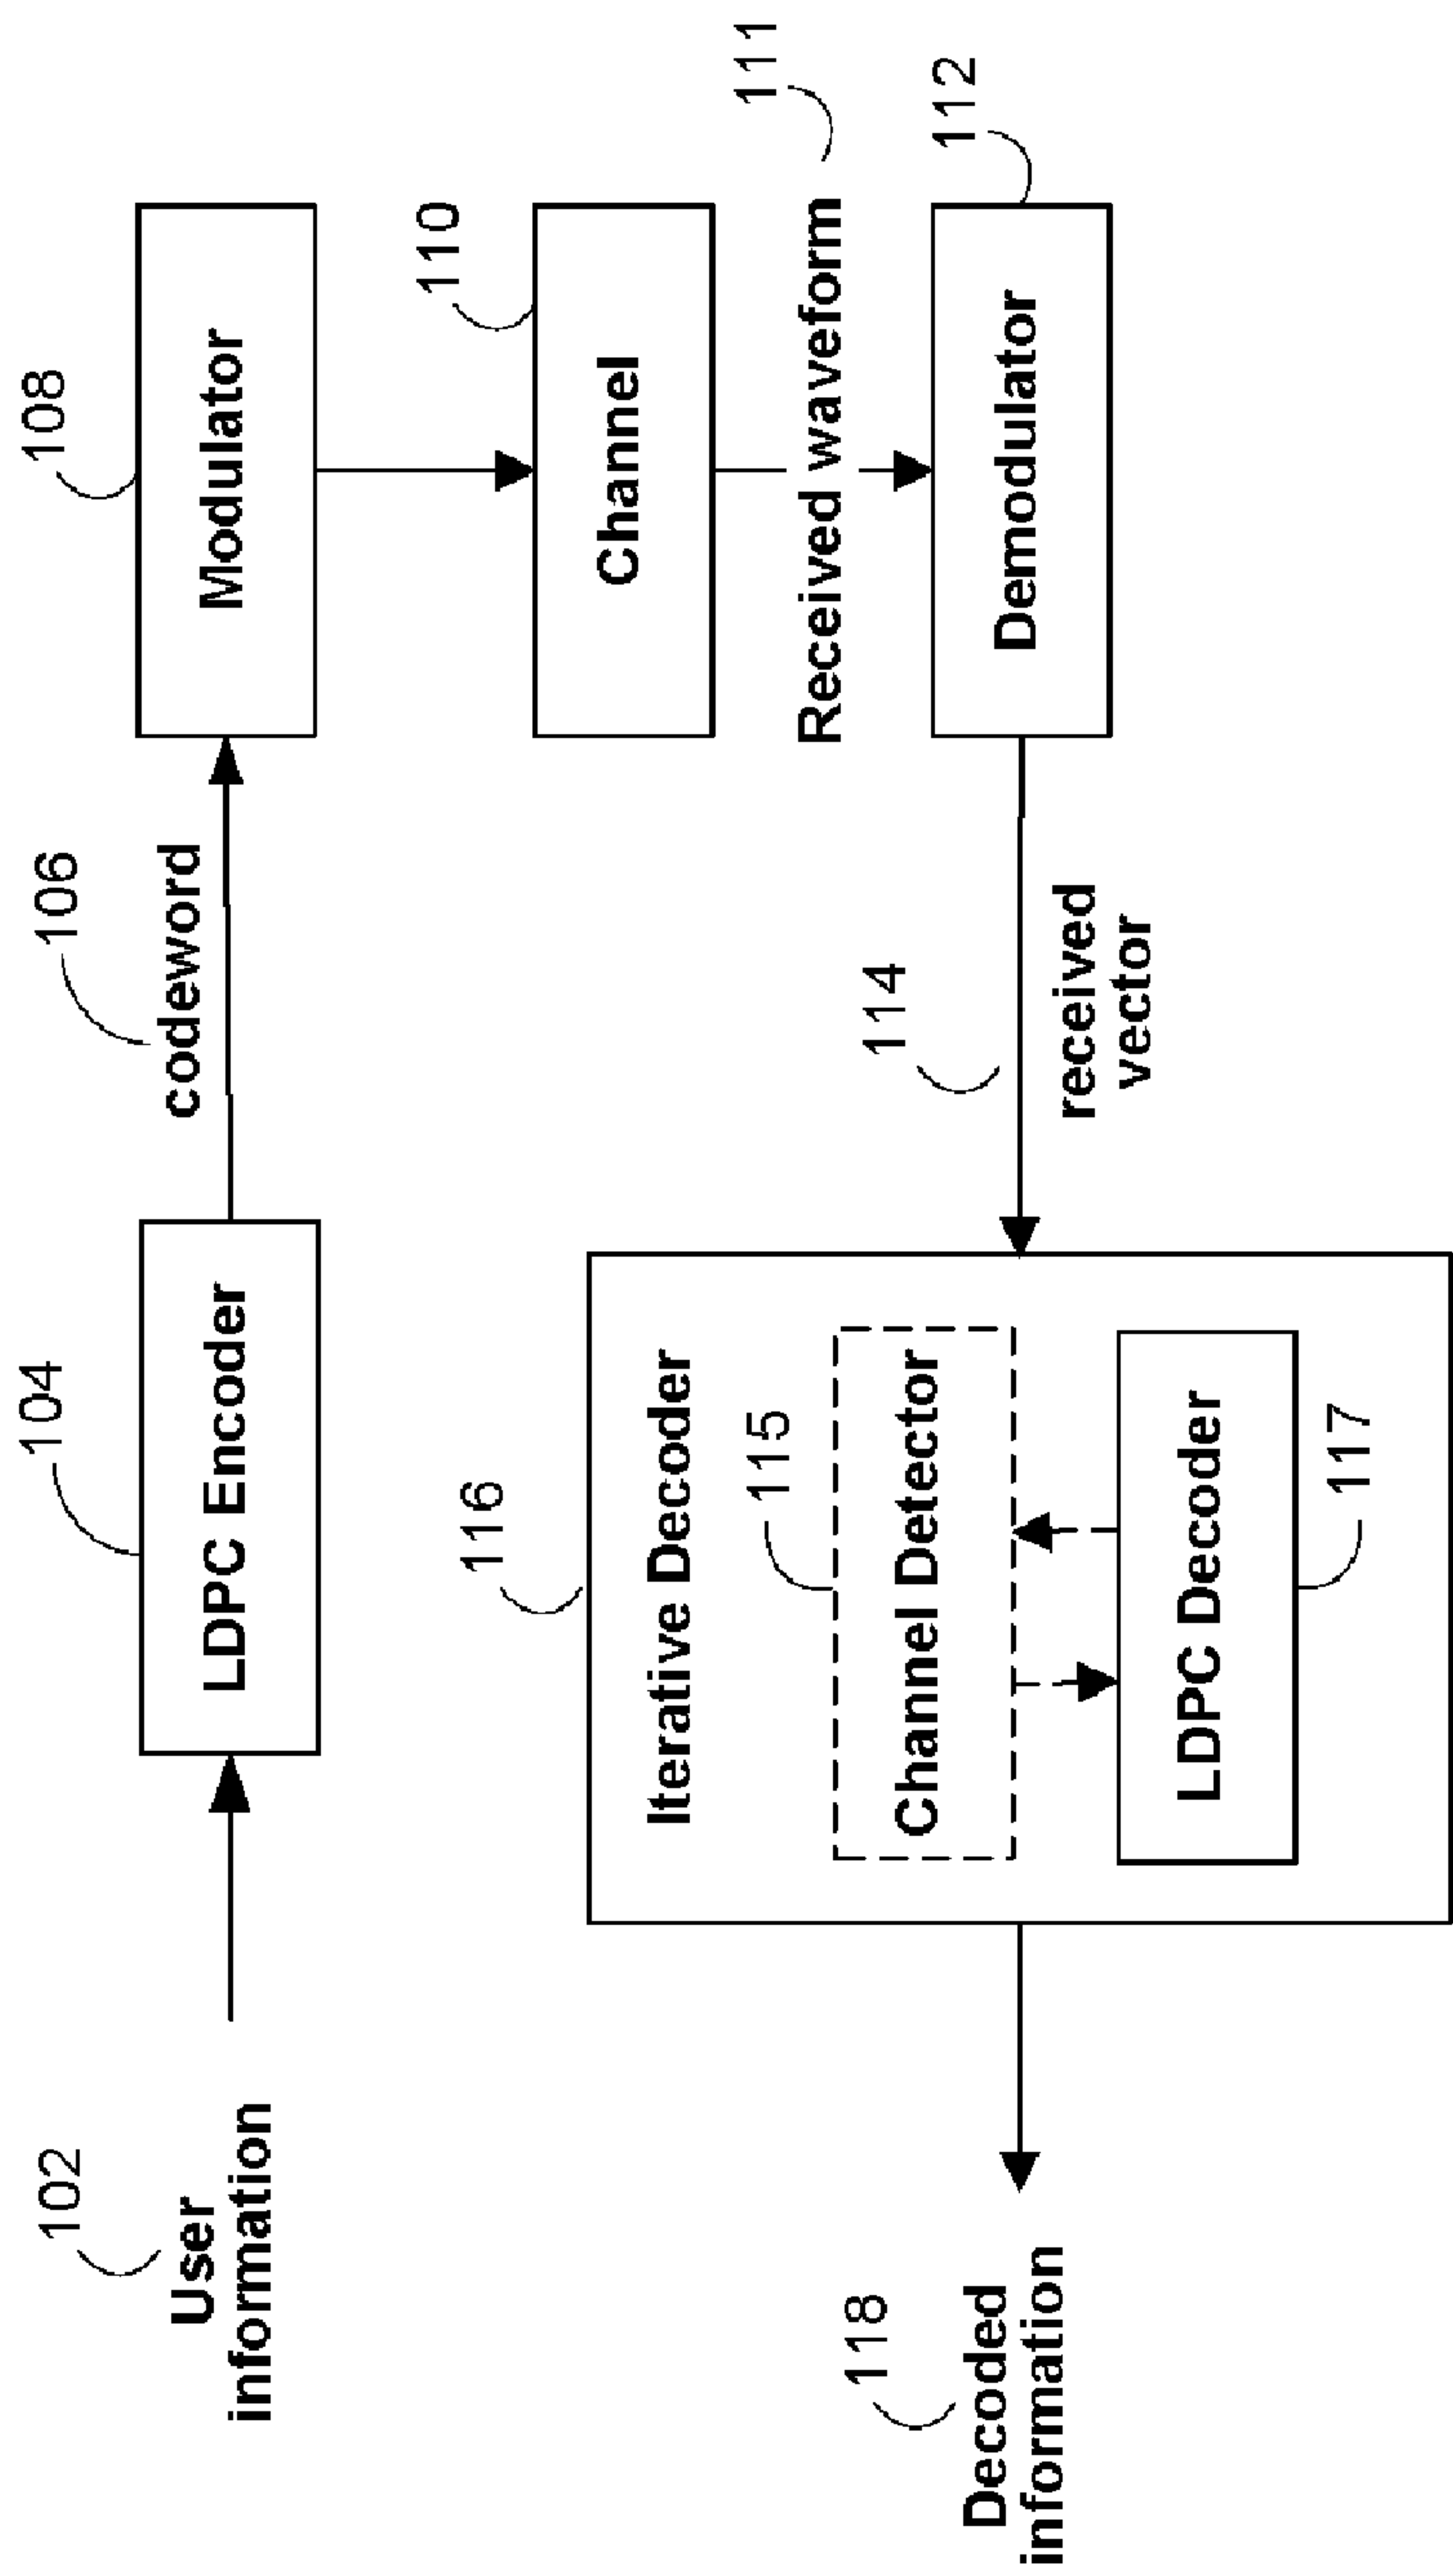 102
User
information
104
LDPC Encoder
106
codeword
108
Modulator
110
Channel
Received waveform
111
Demodulator
112
114
received
vector
116
Iterative Decoder
115
Channel Detector
LDPC Decoder
117
118
Decoded
information